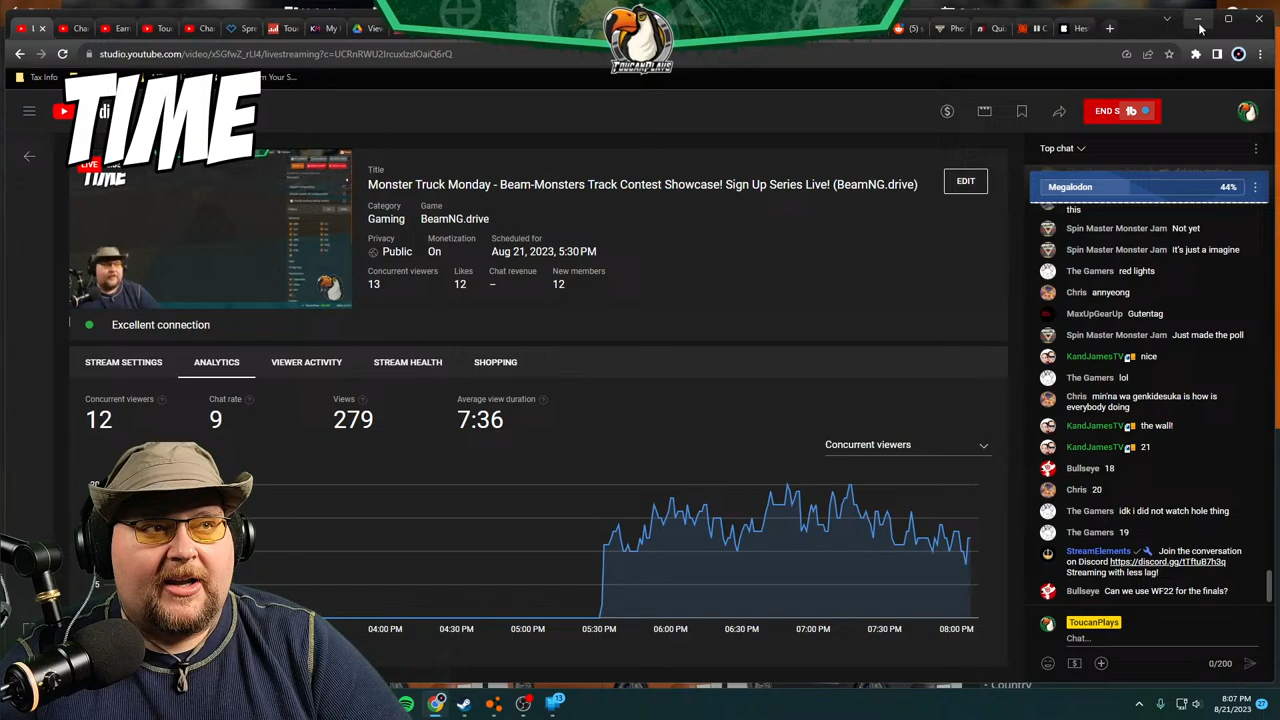 TOUCANPLAYS
studio.youtube.com/video/xSGfwZ_rLl4/livestreaming?c=UCRnRWU2IrcuxIzslOaiQ6rQ
Tax Info
TIME
END S
Top chat
Megalodon 44%
LIVE
TIME
Title
Monster Truck Monday - Beam-Monsters Track Contest Showcase Sign Up Series Live! (BeamNG.drive)
EDIT
Category Game
Gaming BeamNG.drive
Privacy Monetization Scheduled for
Public On Aug 21, 2023, 5:30 PM
Concurrent viewers Likes Chat revenue New members
13 12 – 12
Excellent connection
STREAM SETTINGS ANALYTICS VIEWER ACTIVITY STREAM HEALTH SHOPPING
Concurrent viewers Chat rate Views Average view duration
12 9 279 7:36
Concurrent viewers
04:30 PM 05:00 PM 05:30 PM 06:00 PM 06:30 PM 07:00 PM 07:30 PM 08:00 PM
this
Spin Master Monster Jam Not yet
Spin Master Monster Jam It's just a imagine
The Gamers red lights
Chris annyeong
MaxUpGearUp Gutentag
Spin Master Monster Jam Just made the poll
KandJamesTV nice
The Gamers lol
Chris min'na wa genkidesuka is how is
everybody doing
KandJamesTV the wall!
KandJamesTV 21
Bullseye 18
Chris 20
The Gamers idk i did not watch hole thing
The Gamers 19
StreamElements Join the conversation
on Discord https://discord.gg/tTftuB7h3q
Streaming with less lag!
Bullseye Can we use WF22 for the finals?
ToucanPlays
Chat...
0/200
8:07 PM
8/21/2023